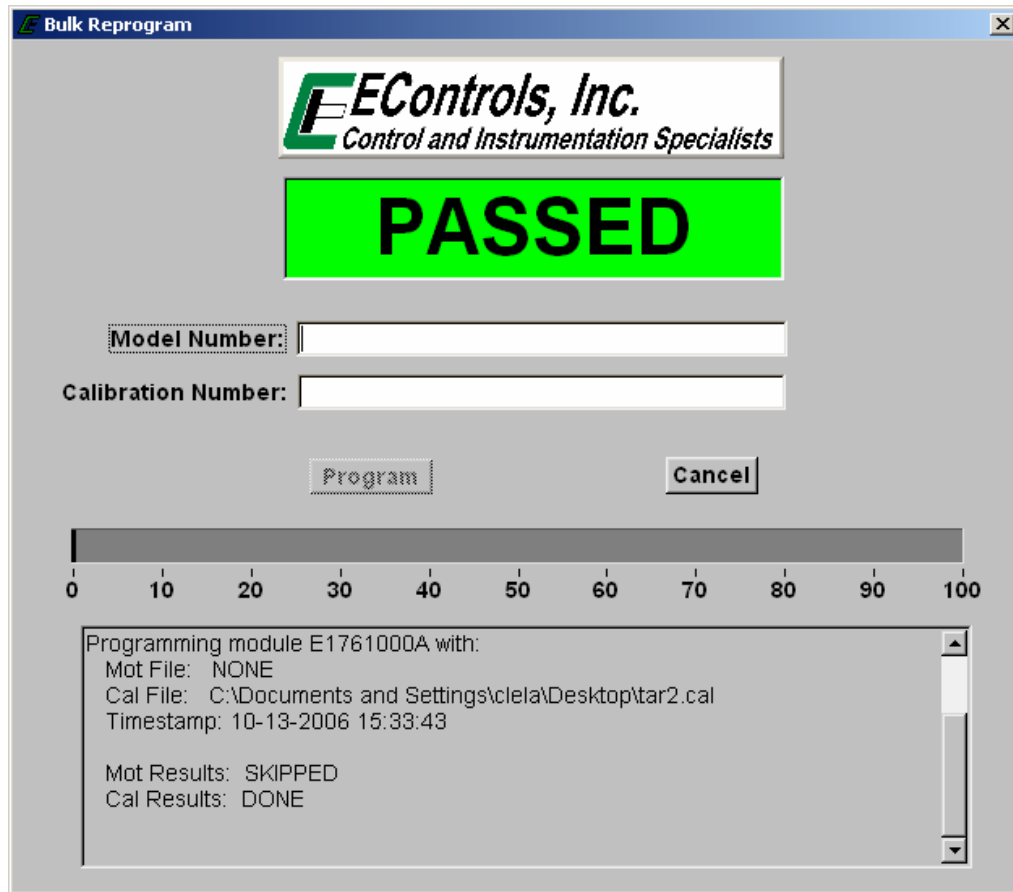 Bulk Reprogram
EControls, Inc.
Control and Instrumentation Specialists
PASSED
Model Number:
Calibration Number:
Program
Cancel
0 10 20 30 40 50 60 70 80 90 100
Programming module E1761000A with:
Mot File: NONE
Cal File: C:\Documents and Settings\clela\Desktop\tar2.cal
Timestamp: 10-13-2006 15:33:43
Mot Results: SKIPPED
Cal Results: DONE